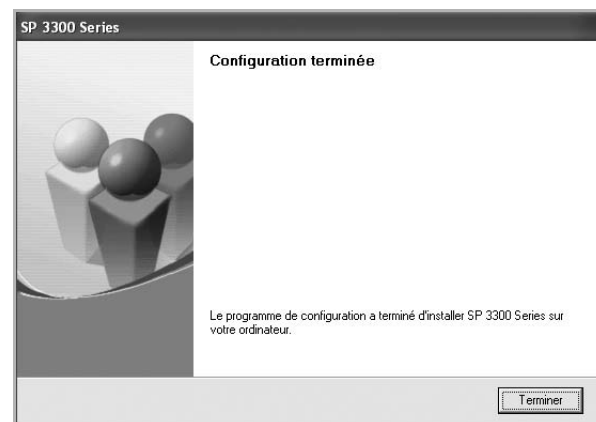 SP 3300 Series
Configuration terminée
Le programme de configuration a terminé d'installer SP 3300 Series sur
votre ordinateur.
Terminer